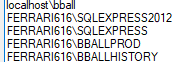 localhost\bball
FERRARI616\SQLEXPRESS2012
FERRARI616\SQLEXPRESS
FERRARI616\BBALLPROD
FERRARI616\BBALLHISTORY